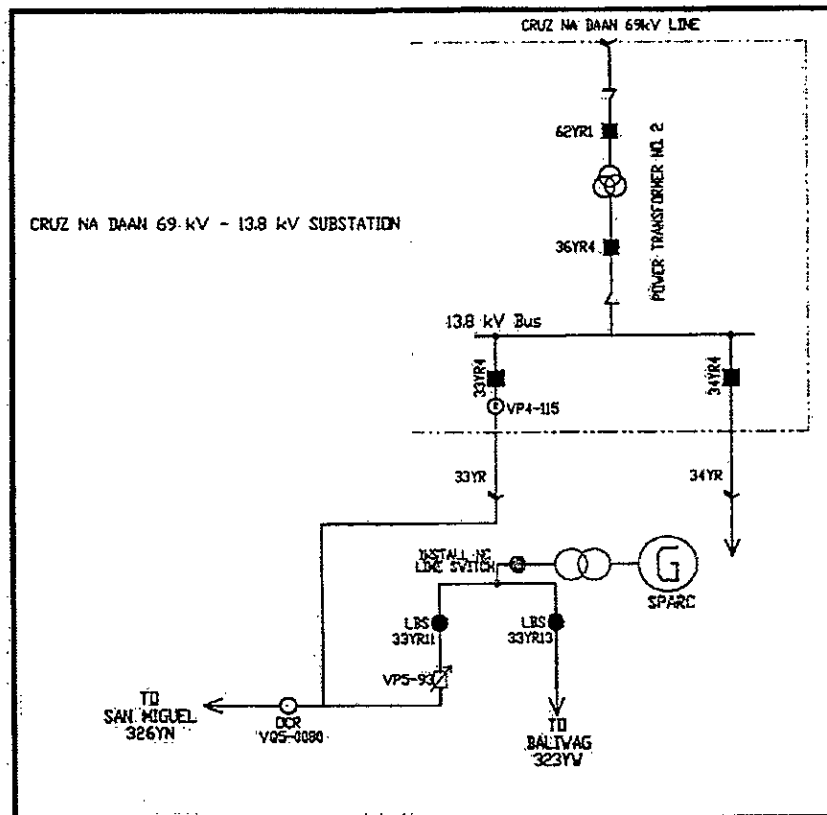 CRUZ NA DAAN 69kV LINE
62YR1
POWER TRANSFORMER NO. 2
CRUZ NA DAAN 69 kV - 13.8 kV SUBSTATION
36YR4
13.8 kV Bus
33YR4
34YR4
VP4-115
33YR
34YR
INSTALL NC
LINE SWITCH
G
SPARC
LBS
33YR11
LBS
33YR13
VP5-93
TO
SAN MIGUEL
326YN
OCR
VQ5-0080
TO
BALIWAG
323YW